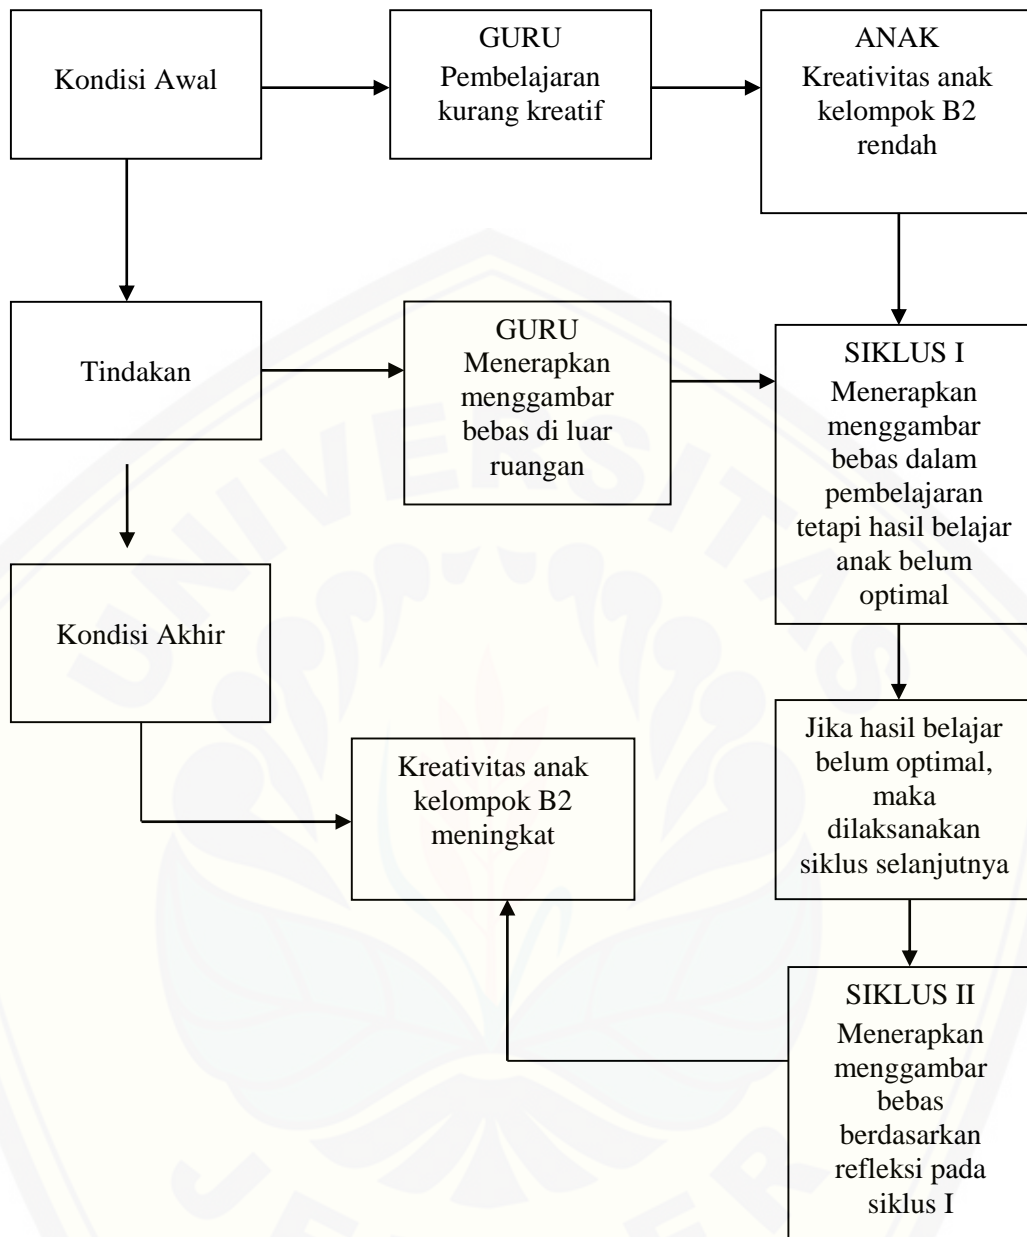 Kondisi Awal
GURU
Pembelajaran
kurang kreatif
ANAK
Kreativitas anak
kelompok B2
rendah
Tindakan
GURU
Menerapkan
menggambar
bebas di luar
ruangan
SIKLUS I
Menerapkan
menggambar
bebas dalam
pembelajaran
tetapi hasil belajar
anak belum
optimal
Kondisi Akhir
Kreativitas anak
kelompok B2
meningkat
Jika hasil belajar
belum optimal,
maka
dilaksanakan
siklus selanjutnya
SIKLUS II
Menerapkan
menggambar
bebas
berdasarkan
refleksi pada
siklus I
UNIVERSITAS
JEMBER